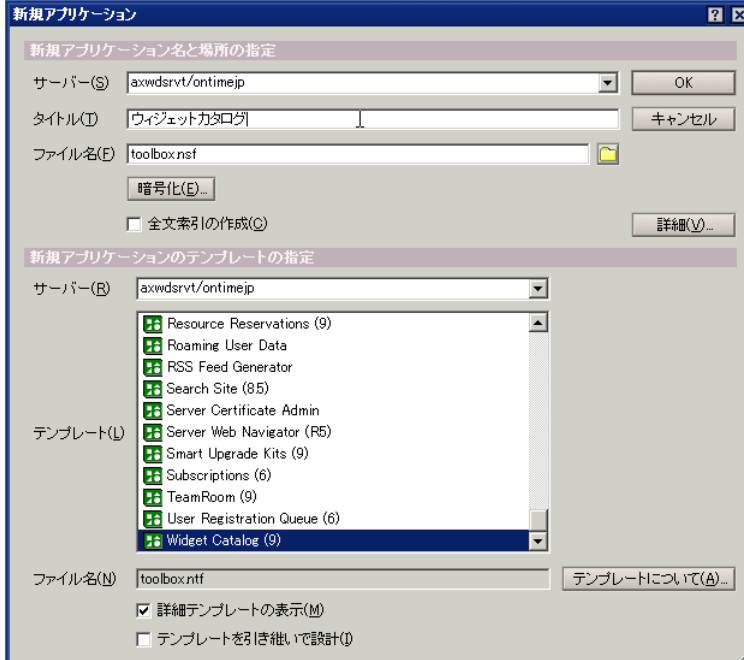 新規アプリケーション
新規アプリケーション名と場所の指定
サーバー(S) axwdsrvt/ontimejp OK
タイトル(T) ウィジェットカタログ キャンセル
ファイル名(F) toolbox.nsf
暗号化(E)...
全文索引の作成(C) 詳細(V)...
新規アプリケーションのテンプレートの指定
サーバー(R) axwdsrvt/ontimejp
Resource Reservations (9)
Roaming User Data
RSS Feed Generator
Search Site (8.5)
Server Certificate Admin
テンプレート(L) Server Web Navigator (R5)
Smart Upgrade Kits (9)
Subscriptions (6)
TeamRoom (9)
User Registration Queue (6)
Widget Catalog (9)
ファイル名(N) toolbox.ntf テンプレートについて(A)...
詳細テンプレートの表示(M)
テンプレートを引き継いで設計(I)